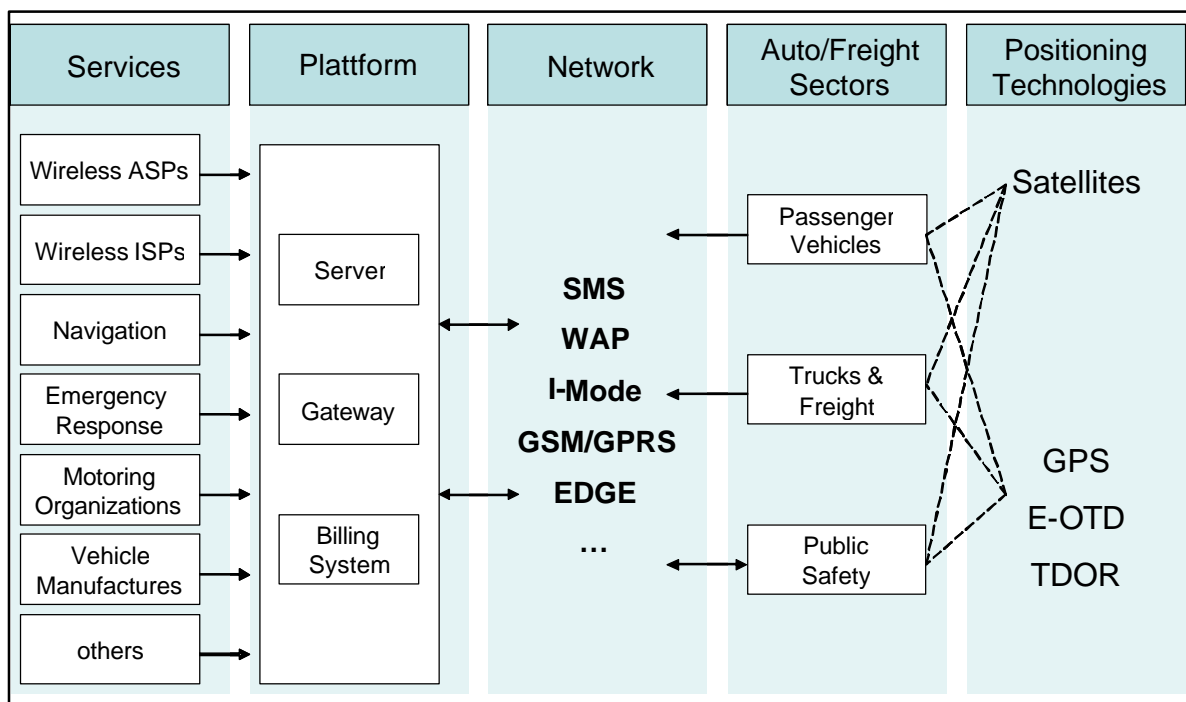 Services
Plattform
Network
Auto/Freight
Sectors
Positioning
Technologies
Wireless ASPs
Wireless ISPs
Navigation
Emergency
Response
Motoring
Organizations
Vehicle
Manufactures
others
Server
Gateway
Billing
System
SMS
WAP
I-Mode
GSM/GPRS
EDGE
...
Passenger
Vehicles
Trucks &
Freight
Public
Safety
Satellites
GPS
E-OTD
TDOR